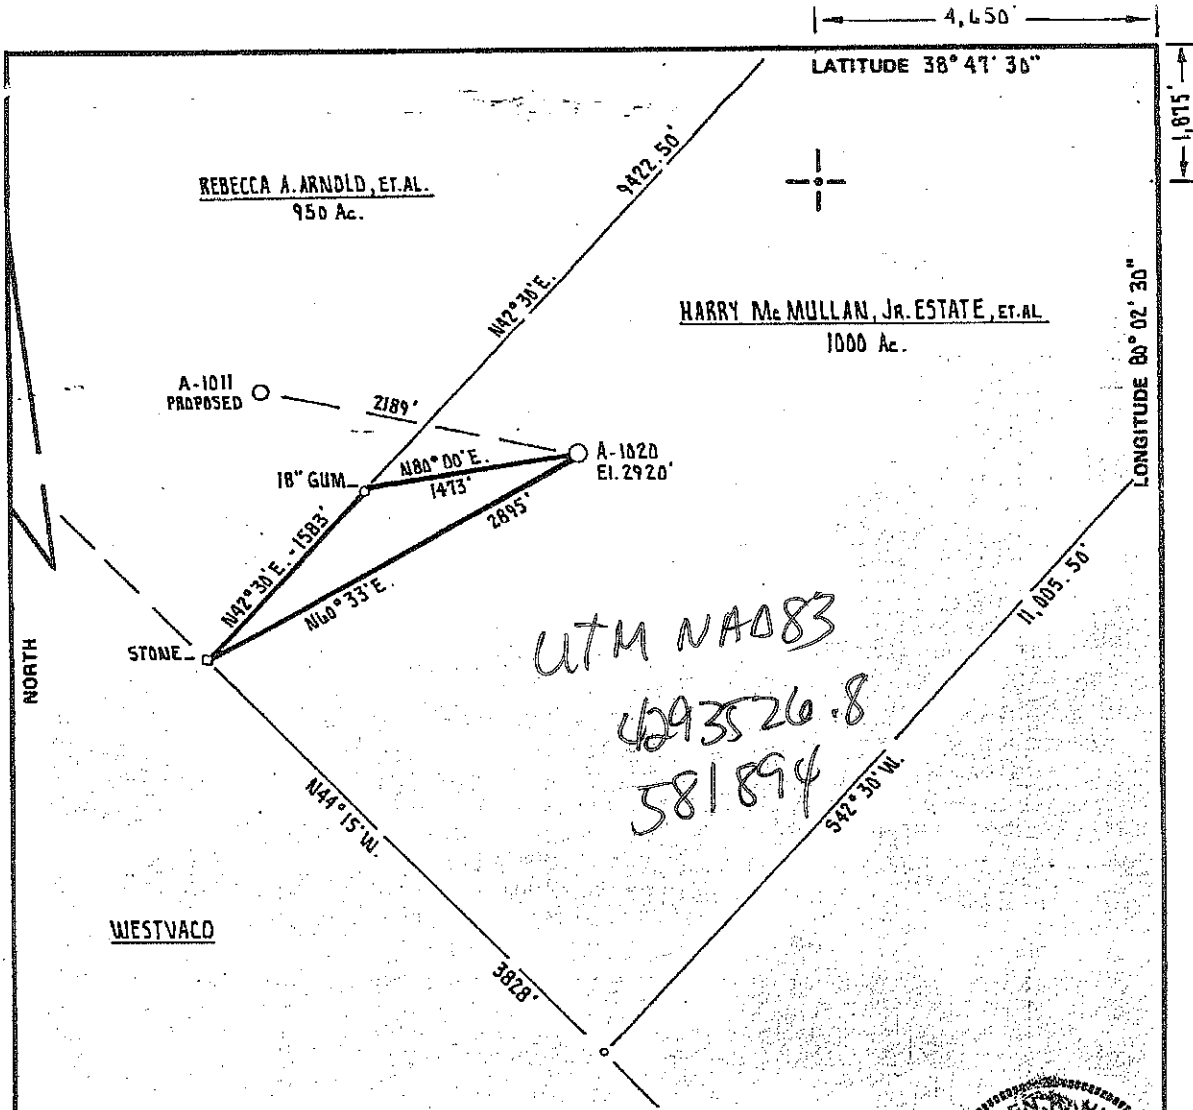 4,650'
LATITUDE 38° 47' 30"
1,875'
REBECCA A. ARNOLD, ET. AL.
950 Ac.
9422.50'
N42° 30' E.
HARRY Mc MULLAN, JR. ESTATE, ET. AL
1000 Ac.
LONGITUDE 80° 02' 30"
A-1011
PROPOSED
2189'
A-1020
El. 2920'
18" GUM
N80° 00' E.
1473'
N42° 30' E. - 1583'
2895'
N60° 33' E.
STONE
NORTH
11,005.50'
UTM NAD83
4293526.8
581894
S42° 30' W.
N44° 15' W.
3828'
WESTVACO